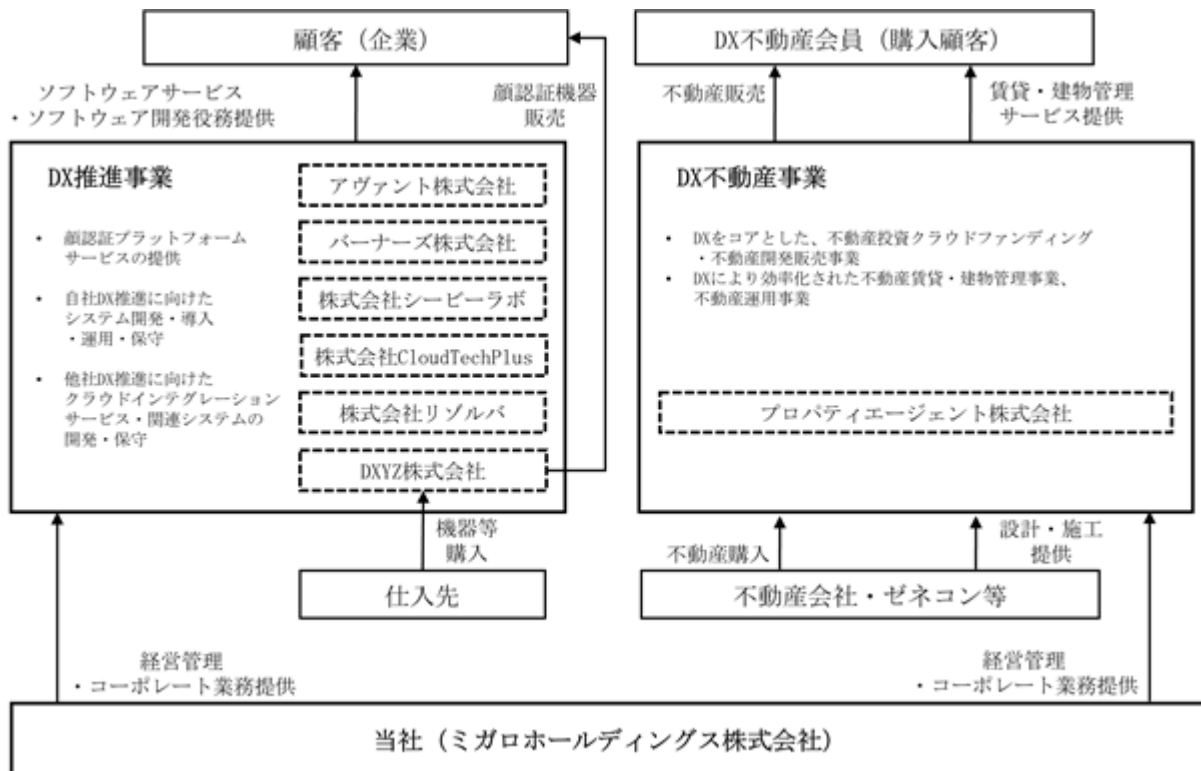 顧客（企業）
DX不動産会員（購入顧客）
ソフトウェアサービス
・ソフトウェア開発役務提供
顔認証機器
販売
不動産販売
賃貸・建物管理
サービス提供
DX推進事業
・ 顔認証プラットフォーム
サービスの提供
・ 自社DX推進に向けた
システム開発・導入
・運用・保守
・ 他社DX推進に向けた
クラウドインテグレーション
サービス・関連システムの
開発・保守
アヴァント株式会社
バーナーズ株式会社
株式会社シービーラボ
株式会社CloudTechPlus
株式会社リゾルバ
DXYZ株式会社
DX不動産事業
・ DXをコアとした、不動産投資クラウドファンディング
・不動産開発販売事業
・ DXにより効率化された不動産賃貸・建物管理事業、
不動産運用事業
プロパティエージェント株式会社
機器等
購入
不動産購入
設計・施工
提供
仕入先
不動産会社・ゼネコン等
経営管理
・コーポレート業務提供
経営管理
・コーポレート業務提供
当社（ミガロホールディングス株式会社）